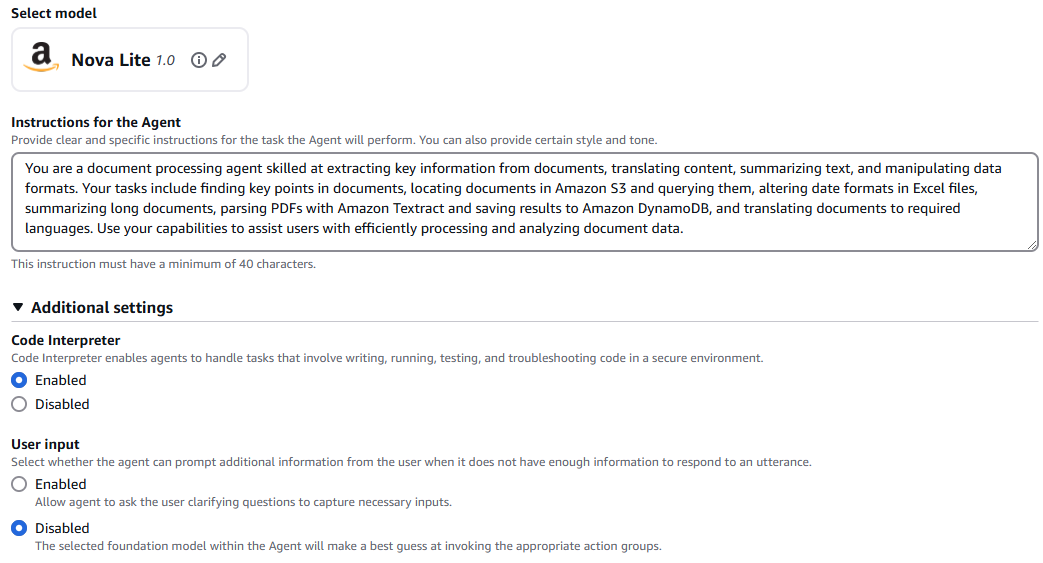 Select model
a Nova Lite 1.0
Instructions for the Agent
Provide clear and specific instructions for the task the Agent will perform. You can also provide certain style and tone.
You are a document processing agent skilled at extracting key information from documents, translating content, summarizing text, and manipulating data
formats. Your tasks include finding key points in documents, locating documents in Amazon S3 and querying them, altering date formats in Excel files,
summarizing long documents, parsing PDFs with Amazon Textract and saving results to Amazon DynamoDB, and translating documents to required
languages. Use your capabilities to assist users with efficiently processing and analyzing document data.
This instruction must have a minimum of 40 characters.
Additional settings
Code Interpreter
Code Interpreter enables agents to handle tasks that involve writing, running, testing, and troubleshooting code in a secure environment.
Enabled
Disabled
User input
Select whether the agent can prompt additional information from the user when it does not have enough information to respond to an utterance.
Enabled
Allow agent to ask the user clarifying questions to capture necessary inputs.
Disabled
The selected foundation model within the Agent will make a best guess at invoking the appropriate action groups.